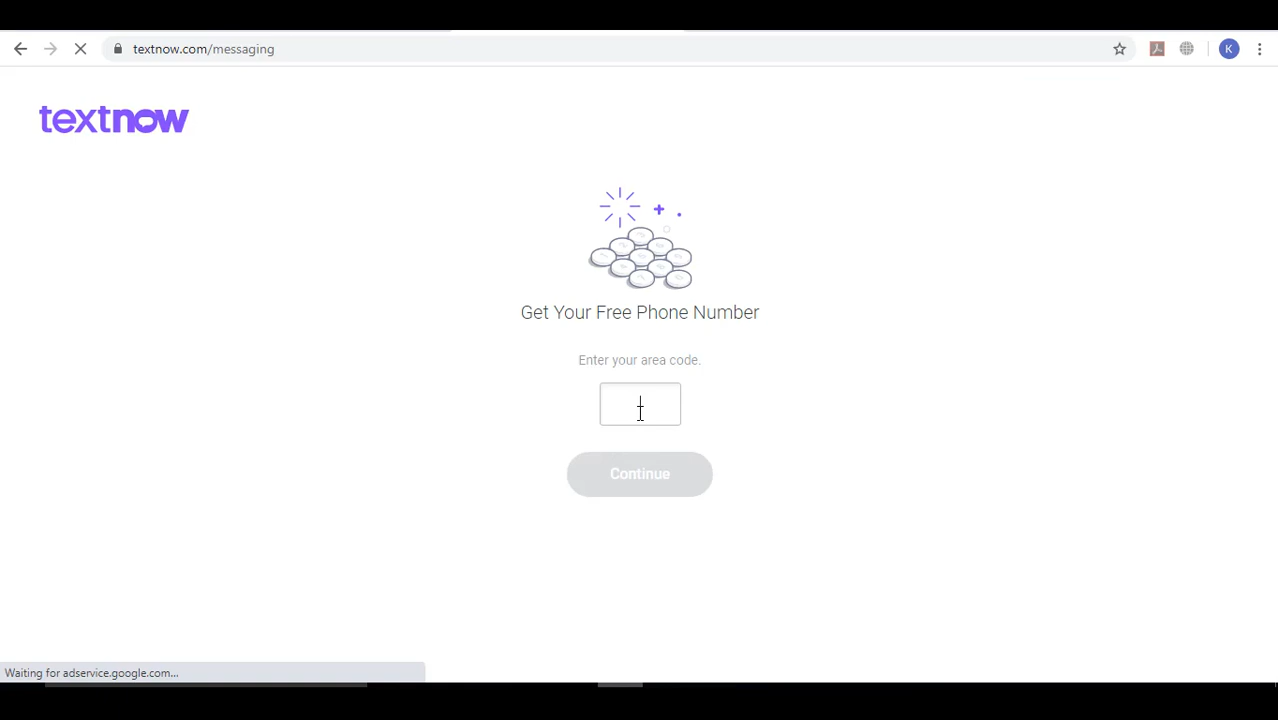 textnow.com/messaging
K
textnow
Get Your Free Phone Number
Enter your area code.
Continue
Waiting for adservice.google.com...